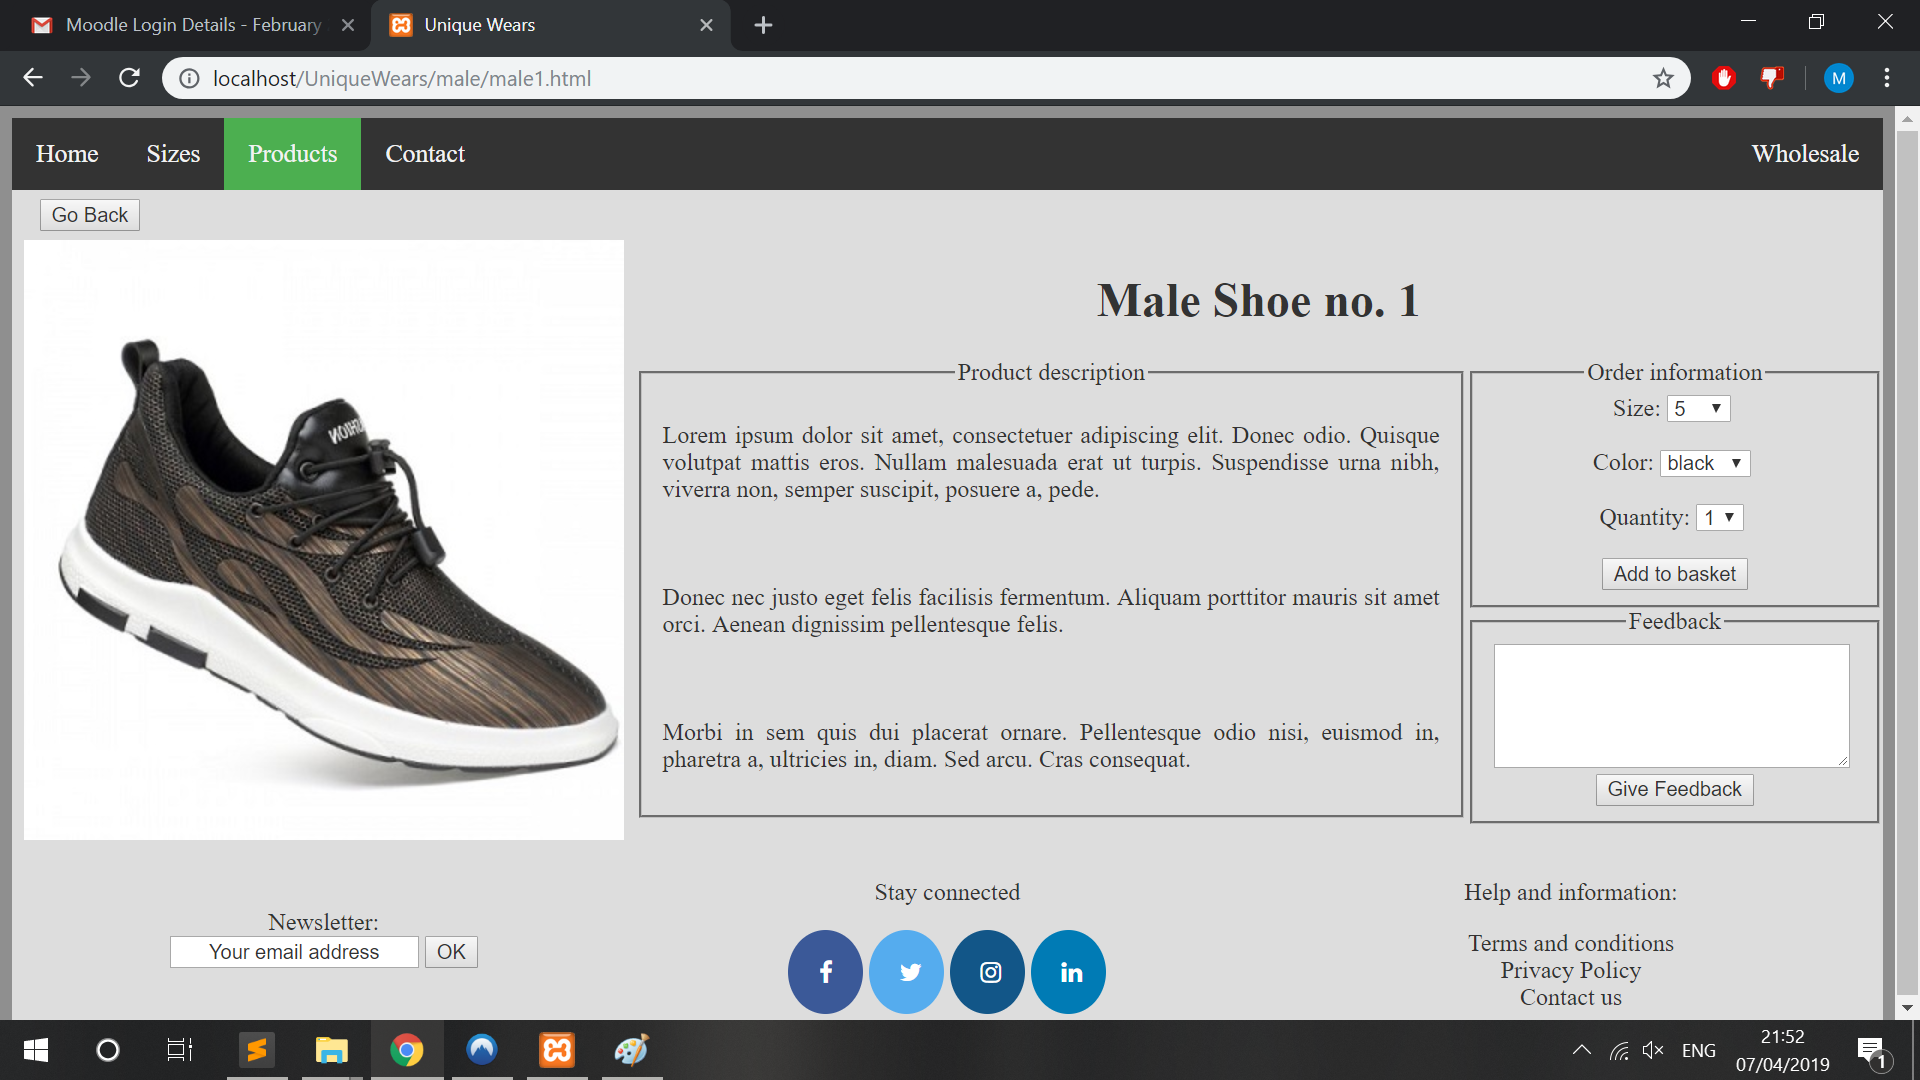 Moodle Login Details - February
Unique Wears
localhost/UniqueWears/male/male1.html
M
Home
Sizes
Products
Contact
Wholesale
Go Back
Male Shoe no. 1
Product description
Lorem ipsum dolor sit amet, consectetuer adipiscing elit. Donec odio. Quisque
volutpat mattis eros. Nullam malesuada erat ut turpis. Suspendisse urna nibh,
viverra non, semper suscipit, posuere a, pede.
Donec nec justo eget felis facilisis fermentum. Aliquam porttitor mauris sit amet
orci. Aenean dignissim pellentesque felis.
Morbi in sem quis dui placerat ornare. Pellentesque odio nisi, euismod in,
pharetra a, ultricies in, diam. Sed arcu. Cras consequat.
Order information
Size: 5
Color: black
Quantity: 1
Add to basket
Feedback
Give Feedback
Newsletter:
Your email address OK
Stay connected
Help and information:
Terms and conditions
Privacy Policy
Contact us
ENG
21:52
07/04/2019
1